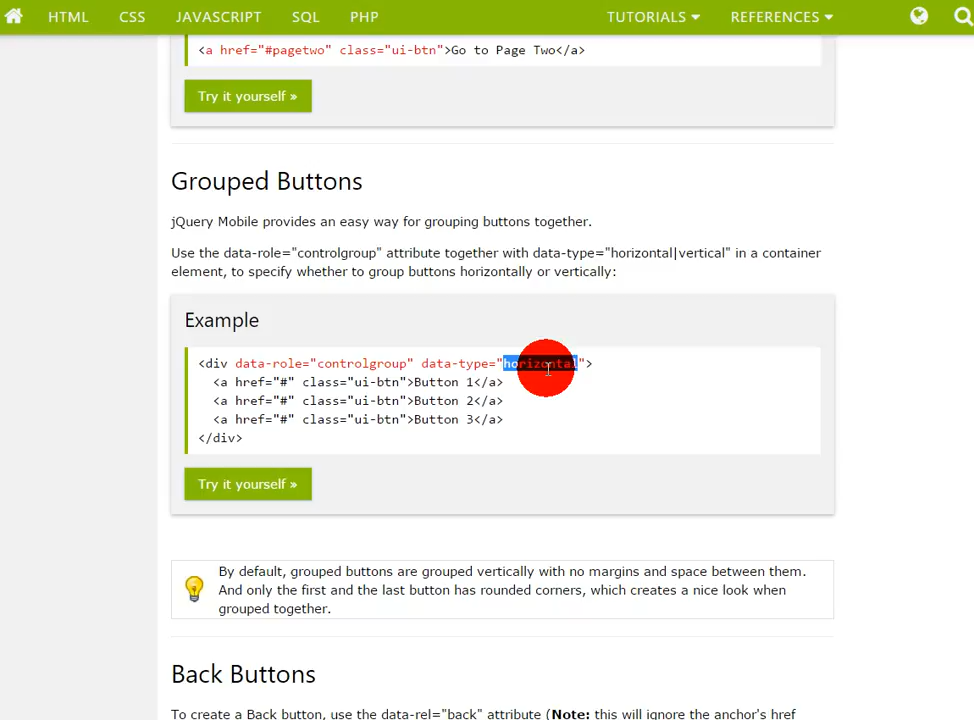 HTML CSS JAVASCRIPT SQL PHP TUTORIALS REFERENCES
<a href="#pagetwo" class="ui-btn">Go to Page Two</a>
Try it yourself »
Grouped Buttons
jQuery Mobile provides an easy way for grouping buttons together.
Use the data-role="controlgroup" attribute together with data-type="horizontal|vertical" in a container
element, to specify whether to group buttons horizontally or vertically:
Example
<div data-role="controlgroup" data-type="horizontal">
<a href="#" class="ui-btn">Button 1</a>
<a href="#" class="ui-btn">Button 2</a>
<a href="#" class="ui-btn">Button 3</a>
</div>
Try it yourself »
By default, grouped buttons are grouped vertically with no margins and space between them.
And only the first and the last button has rounded corners, which creates a nice look when
grouped together.
Back Buttons
To create a Back button, use the data-rel="back" attribute (Note: this will ignore the anchor's href